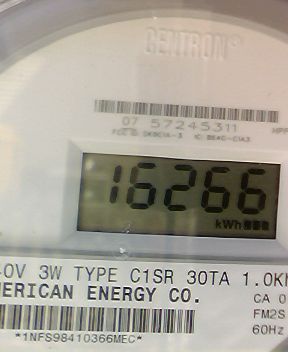 CENTRON®
07 57245311
16266
kWh
0V 3W TYPE C1SR 30TA 1.0K
MERICAN ENERGY CO.
CA 0
FM2S
60Hz
*1NFS98410366MEC*